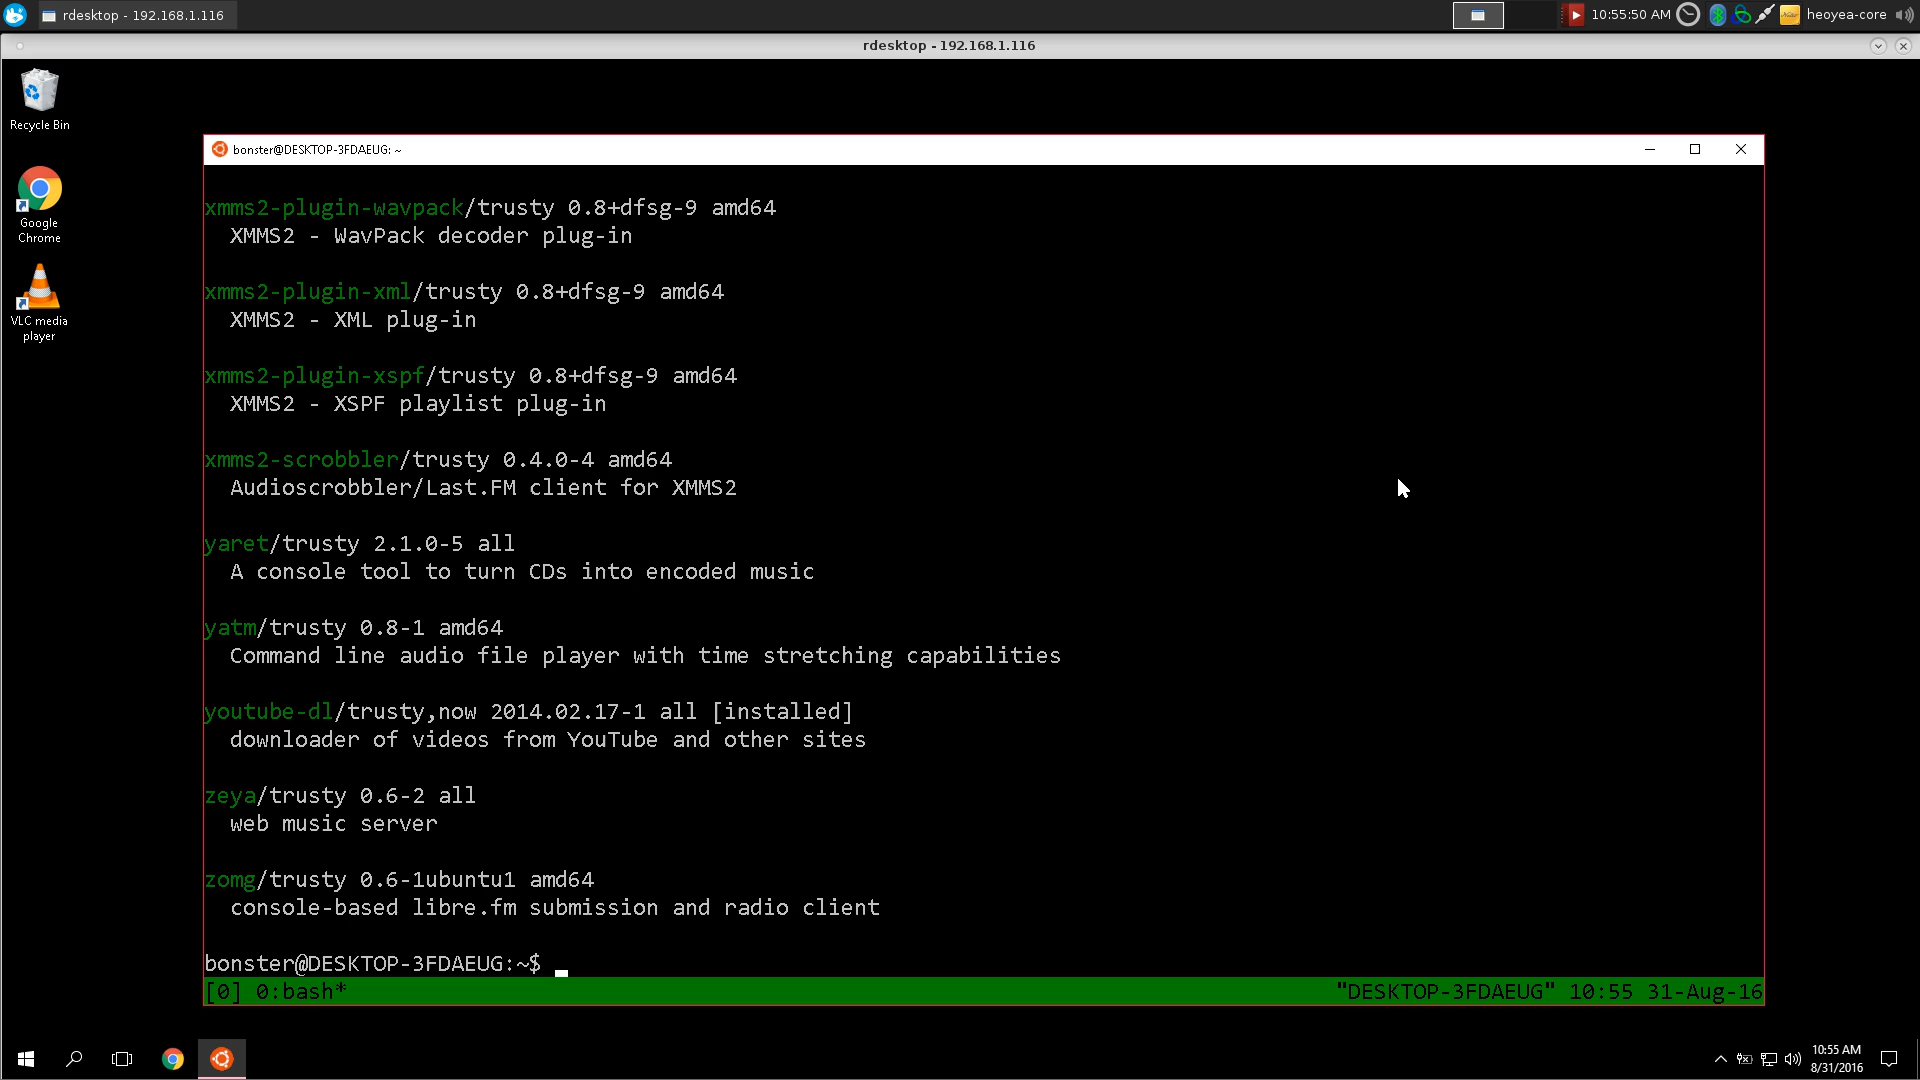 rdesktop - 192.168.1.116
10:55:50 AM
heoyea-core
rdesktop - 192.168.1.116
Recycle Bin
Google
Chrome
VLC media
player
bonster@DESKTOP-3FDAEUG: ~
xmms2-plugin-wavpack/trusty 0.8+dfsg-9 amd64
XMMS2 - WavPack decoder plug-in
xmms2-plugin-xml/trusty 0.8+dfsg-9 amd64
XMMS2 - XML plug-in
xmms2-plugin-xspf/trusty 0.8+dfsg-9 amd64
XMMS2 - XSPF playlist plug-in
xmms2-scrobbler/trusty 0.4.0-4 amd64
Audioscrobbler/Last.FM client for XMMS2
yaret/trusty 2.1.0-5 all
A console tool to turn CDs into encoded music
yatm/trusty 0.8-1 amd64
Command line audio file player with time stretching capabilities
youtube-dl/trusty,now 2014.02.17-1 all [installed]
downloader of videos from YouTube and other sites
zeya/trusty 0.6-2 all
web music server
zomg/trusty 0.6-1ubuntu1 amd64
console-based libre.fm submission and radio client
bonster@DESKTOP-3FDAEUG:~$
[0] 0:bash*
"DESKTOP-3FDAEUG" 10:55 31-Aug-16
10:55 AM
8/31/2016